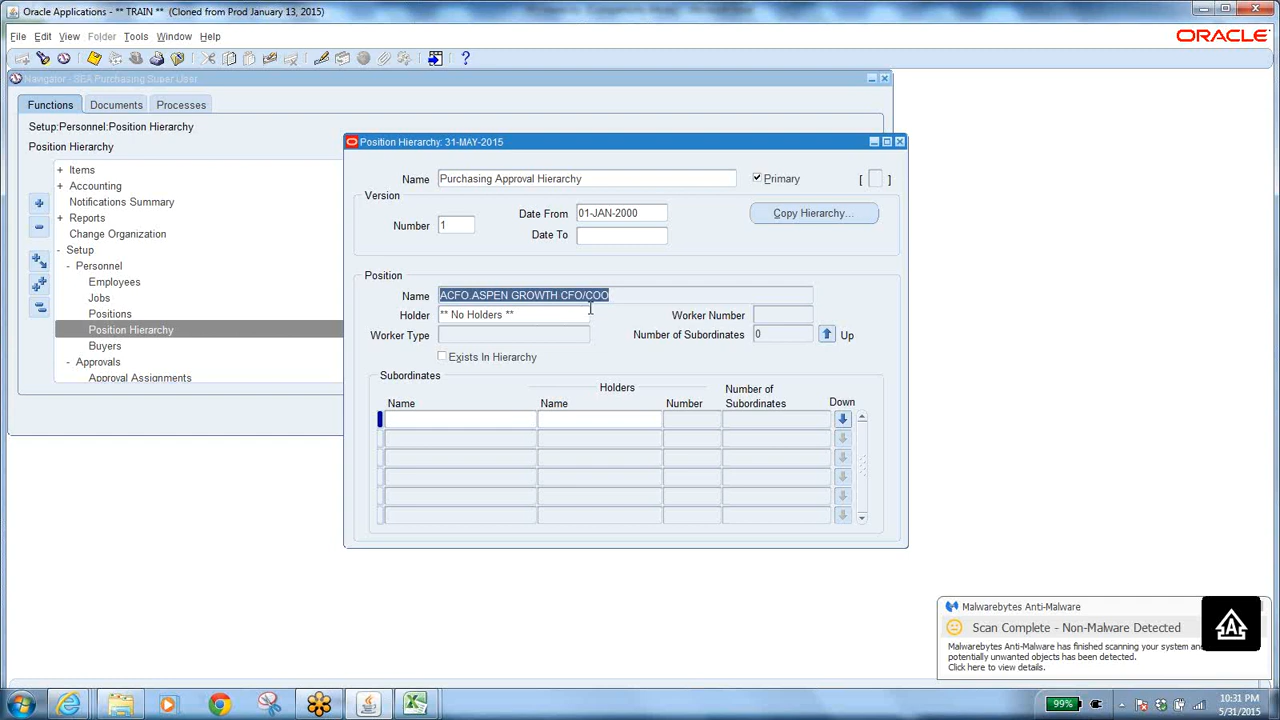 Oracle Applications - ** TRAIN ** (Cloned from Prod January 13, 2015)
File Edit View Folder Tools Window Help
ORACLE
Navigator - SEA Purchasing Super User
Functions Documents Processes
Setup:Personnel:Position Hierarchy
Position Hierarchy
+ Items
+ Accounting
Notifications Summary
+ Reports
Change Organization
- Setup
- Personnel
Employees
Jobs
Positions
Position Hierarchy
Buyers
- Approvals
Approval Assignments
Position Hierarchy: 31-MAY-2015
Name Purchasing Approval Hierarchy Primary [ ]
Version
Number 1
Date From 01-JAN-2000
Copy Hierarchy...
Date To
Position
Name ACFO.ASPEN GROWTH CFO/COO
Holder ** No Holders ** Worker Number
Worker Type Number of Subordinates 0 Up
Exists In Hierarchy
Subordinates
Holders
Number of
Name Name Number Subordinates Down
Malwarebytes Anti-Malware
Scan Complete - Non-Malware Detected
Malwarebytes Anti-Malware has finished scanning your system and
potentially unwanted objects has been detected.
Click here to view details.
99%
10:31 PM
5/31/2015